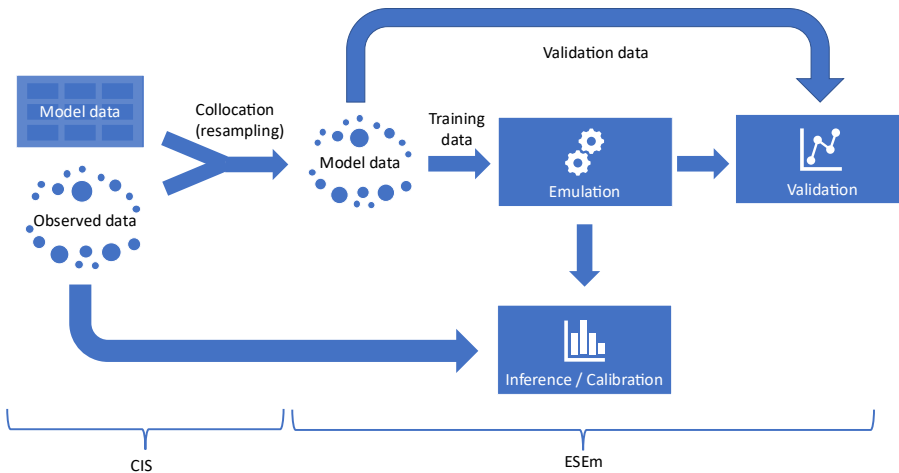 Validation data
Model data
Collocation
(resampling)
Training
data
Model data
Emulation
Validation
Observed data
Inference / Calibration
CIS
ESEm